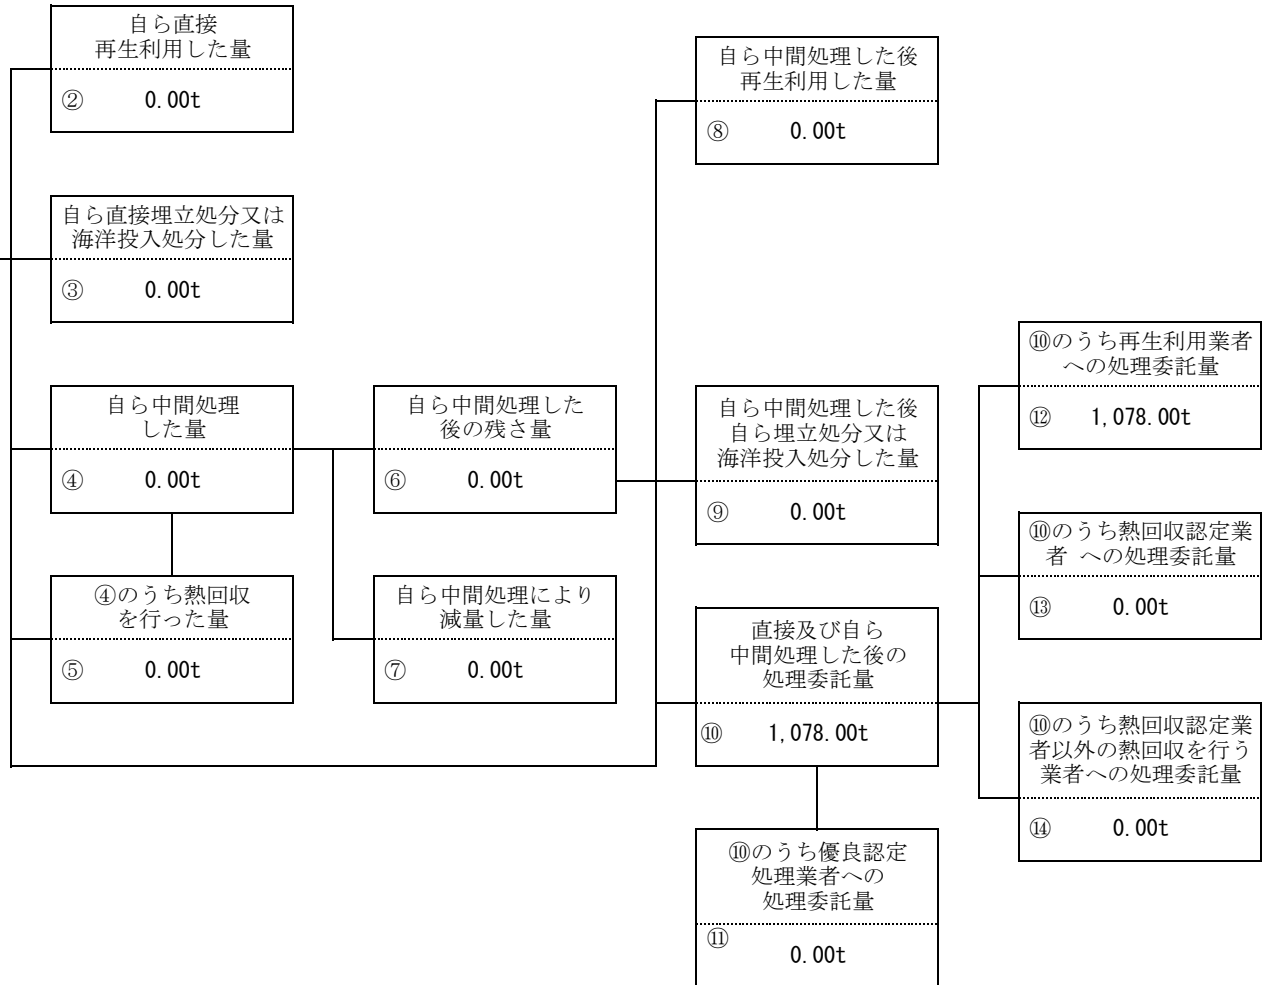 自ら直接
再生利用した量
② 0.00t
自ら直接埋立処分又は
海洋投入処分した量
③ 0.00t
自ら中間処理
した量
④ 0.00t
④のうち熱回収
を行った量
⑤ 0.00t
自ら中間処理した
後の残さ量
⑥ 0.00t
自ら中間処理により
減量した量
⑦ 0.00t
自ら中間処理した後
再生利用した量
⑧ 0.00t
自ら中間処理した後
自ら埋立処分又は
海洋投入処分した量
⑨ 0.00t
直接及び自ら
中間処理した後の
処理委託量
⑩ 1,078.00t
⑩のうち優良認定
処理業者への
処理委託量
⑪ 0.00t
⑩のうち再生利用業者
への処理委託量
⑫ 1,078.00t
⑩のうち熱回収認定業
者 への処理委託量
⑬ 0.00t
⑩のうち熱回収認定業
者以外の熱回収を行う
業者への処理委託量
⑭ 0.00t